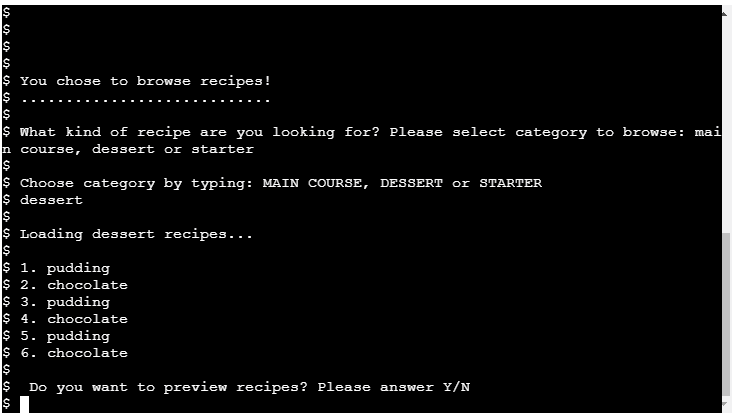 $
$
$
$
$ You chose to browse recipes!
$ ............................
$
$ What kind of recipe are you looking for? Please select category to browse: mai
n course, dessert or starter
$
$ Choose category by typing: MAIN COURSE, DESSERT or STARTER
$ dessert
$
$ Loading dessert recipes...
$
$ 1. pudding
$ 2. chocolate
$ 3. pudding
$ 4. chocolate
$ 5. pudding
$ 6. chocolate
$
$  Do you want to preview recipes? Please answer Y/N
$